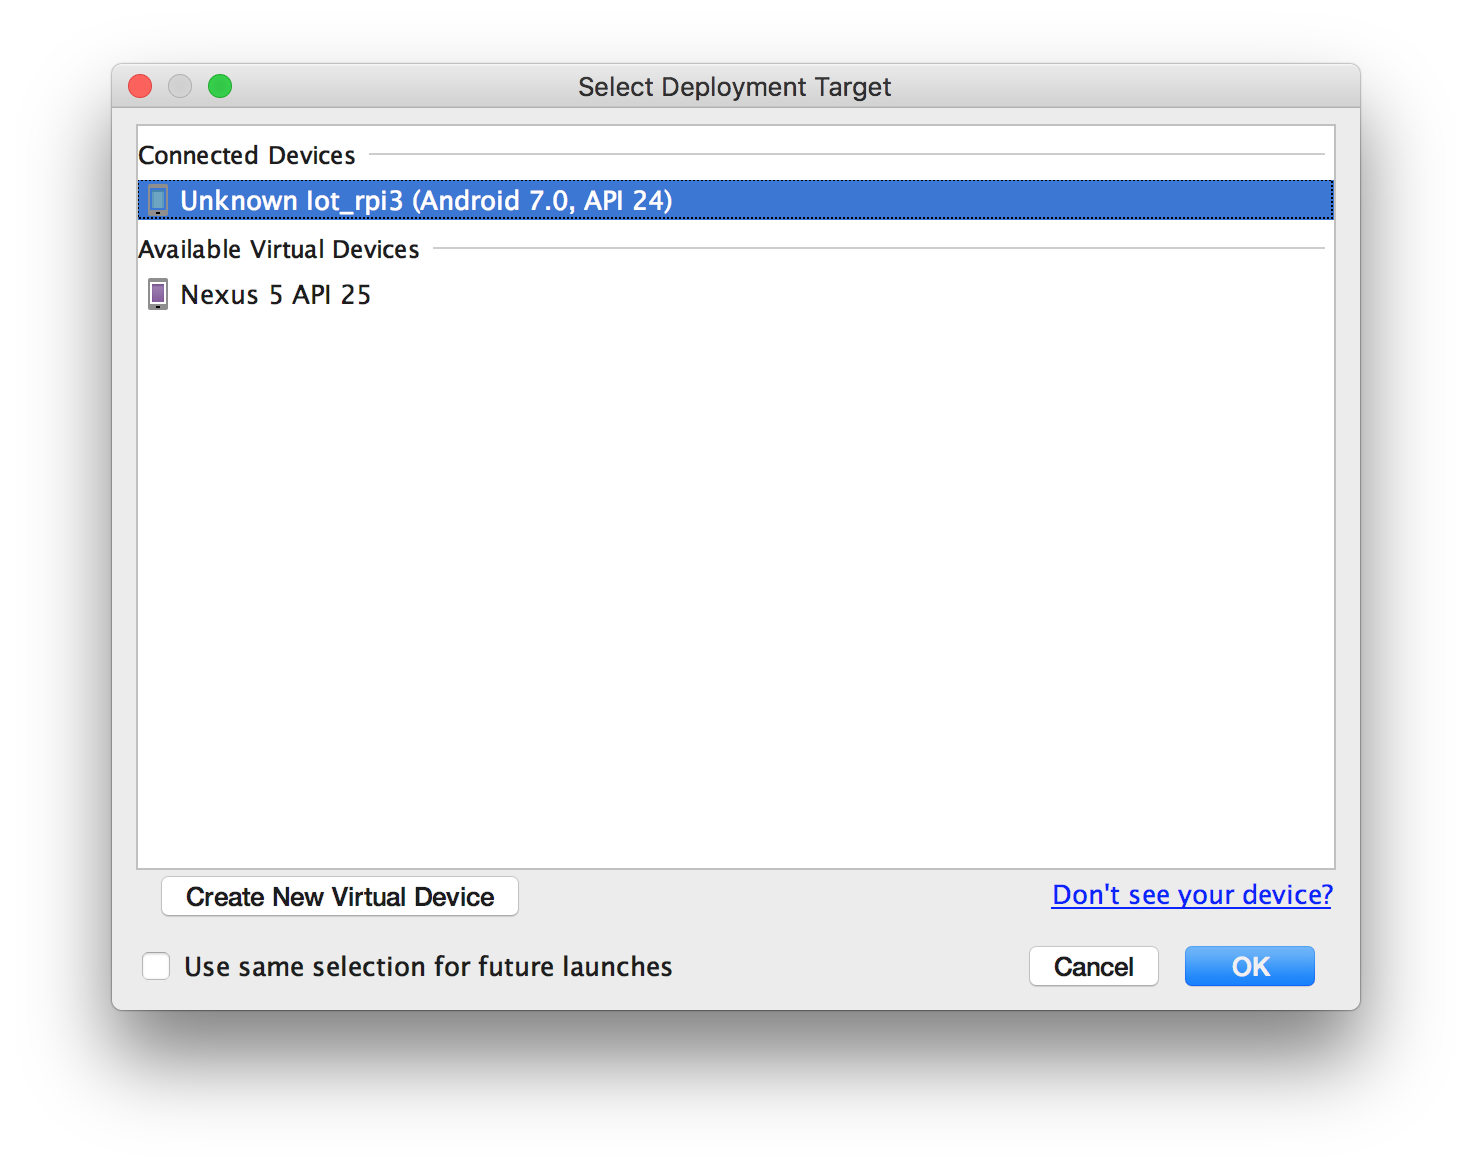 Select Deployment Target
Connected Devices
Unknown Iot_rpi3 (Android 7.0, API 24)
Available Virtual Devices
Nexus 5 API 25
Create New Virtual Device
Don't see your device?
Use same selection for future launches
Cancel
OK